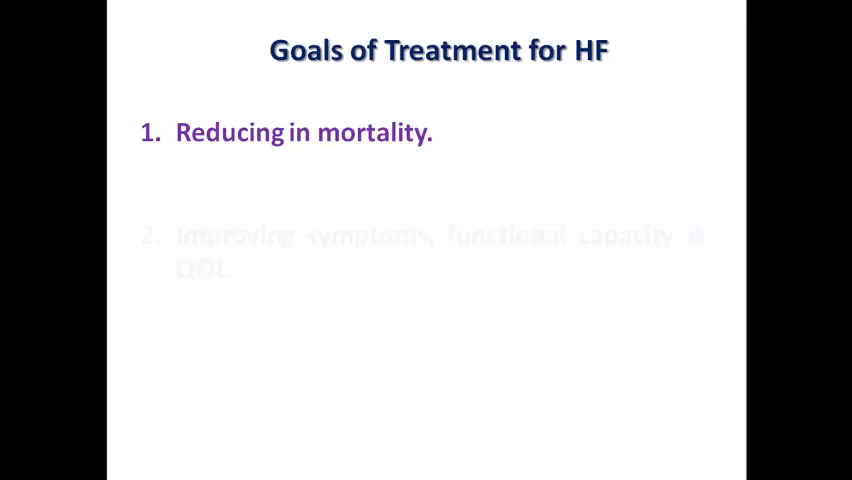 Goals of Treatment for HF
1. Reducing in mortality.
2. Improving symptoms, functional capacity &
QOL.